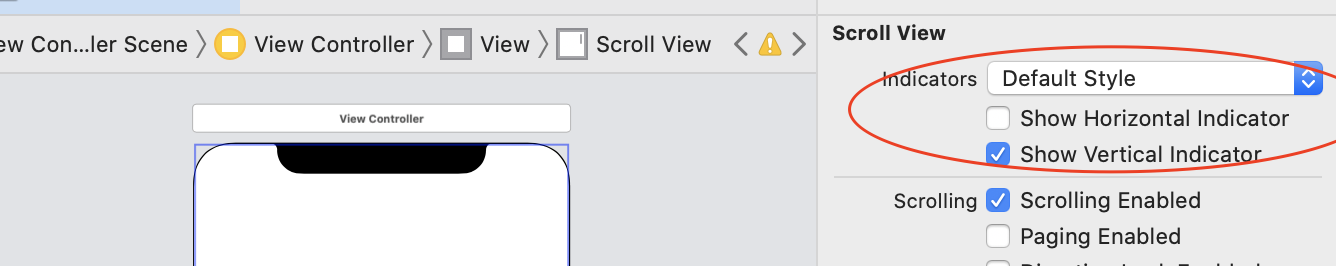 ew Con...ler Scene 〉 View Controller 〉 View 〉 Scroll View
View Controller
Scroll View
Indicators Default Style
Show Horizontal Indicator
Show Vertical Indicator
Scrolling Scrolling Enabled
Paging Enabled